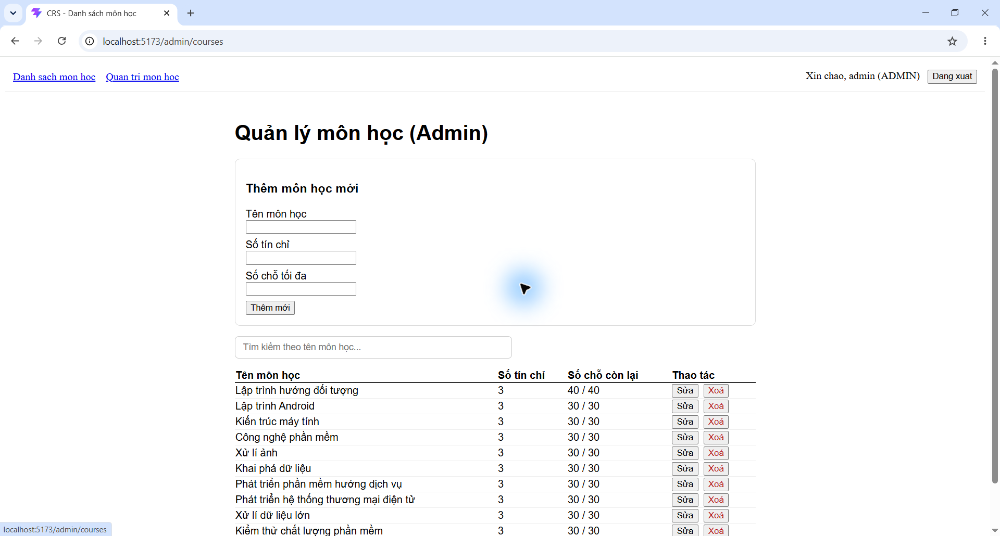 CRS - Danh sách môn học
localhost:5173/admin/courses
Danh sach mon hoc Quan tri mon hoc Xin chao, admin (ADMIN) Dang xuat
Quản lý môn học (Admin)
Thêm môn học mới
Tên môn học
Số tín chỉ
Số chỗ tối đa
Thêm mới
Tìm kiếm theo tên môn học...
Tên môn học Số tín chỉ Số chỗ còn lại Thao tác
Lập trình hướng đối tượng 3 40 / 40 Sửa Xoá
Lập trình Android 3 30 / 30 Sửa Xoá
Kiến trúc máy tính 3 30 / 30 Sửa Xoá
Công nghệ phần mềm 3 30 / 30 Sửa Xoá
Xử lí ảnh 3 30 / 30 Sửa Xoá
Khai phá dữ liệu 3 30 / 30 Sửa Xoá
Phát triển phần mềm hướng dịch vụ 3 30 / 30 Sửa Xoá
Phát triển hệ thống thương mại điện tử 3 30 / 30 Sửa Xoá
Xử lí dữ liệu lớn 3 30 / 30 Sửa Xoá
Kiểm thử chất lượng phần mềm 3 30 / 30 Sửa Xoá
localhost:5173/admin/courses